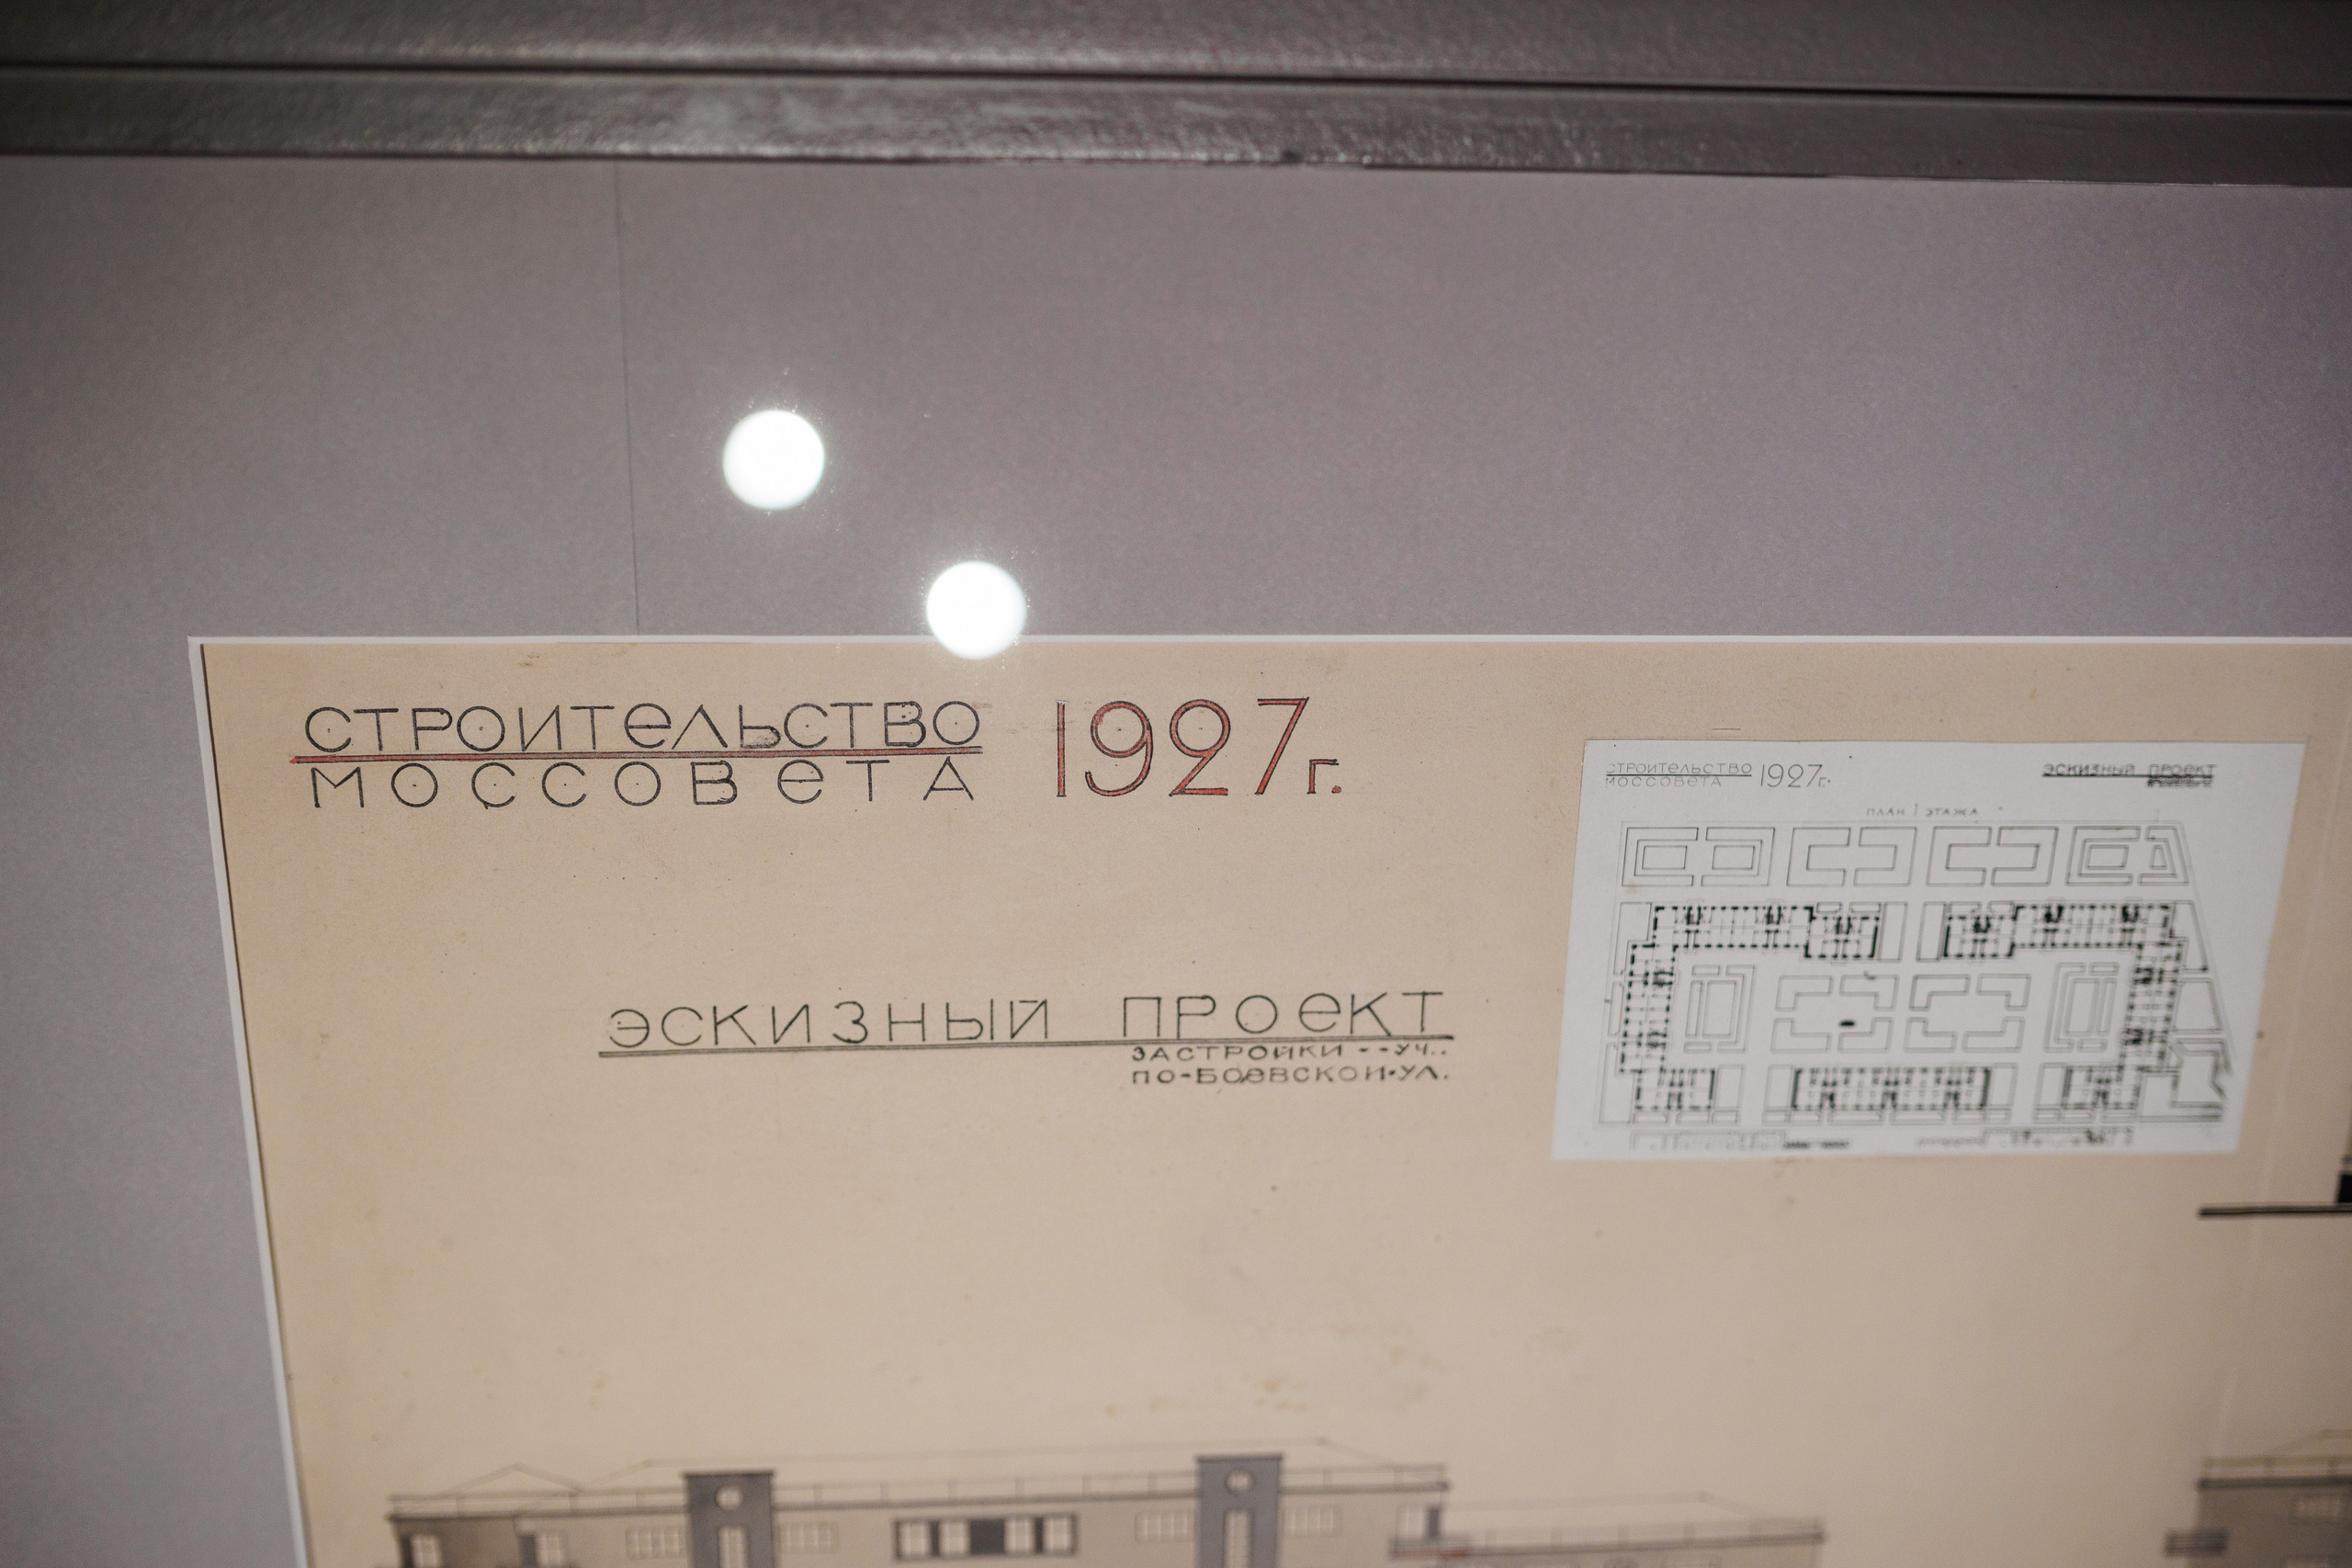 СТРОИТЕЛЬСТВО 1927г.
МОССОВЕТА
ЭСКИЗНЫЙ ПРОЕКТ
ЗАСТРОЙКИ - - УЧ..
ПО-БОЕВСКОЙ-УЛ.
СТРОИТЕЛЬСТВО 1927г.
МОССОВЕТА
ЭСКИЗНЫЙ ПРОЕКТ
ПЛАН I ЭТАЖА